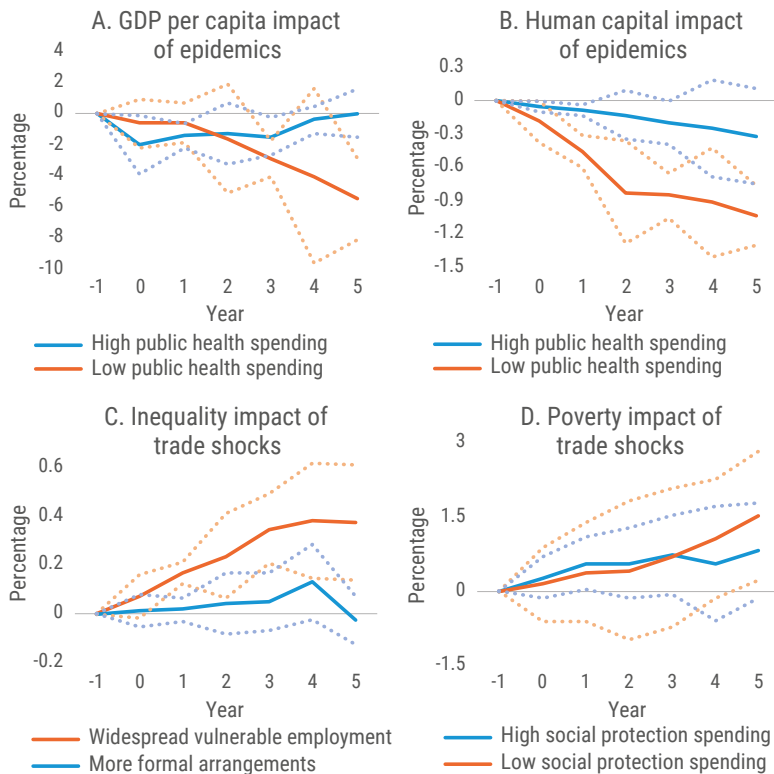 A. GDP per capita impact
of epidemics
4
2
0
-2
-4
-6
-8
-10
Percentage
-1 0 1 2 3 4 5
Year
High public health spending
Low public health spending
B. Human capital impact
of epidemics
0.3
0
-0.3
-0.6
-0.9
-1.2
-1.5
Percentage
-1 0 1 2 3 4 5
Year
High public health spending
Low public health spending
C. Inequality impact of
trade shocks
0.6
0.4
0.2
0
-0.2
Percentage
-1 0 1 2 3 4 5
Year
Widespread vulnerable employment
More formal arrangements
D. Poverty impact of
trade shocks
3
1.5
0
-1.5
Percentage
-1 0 1 2 3 4 5
Year
High social protection spending
Low social protection spending